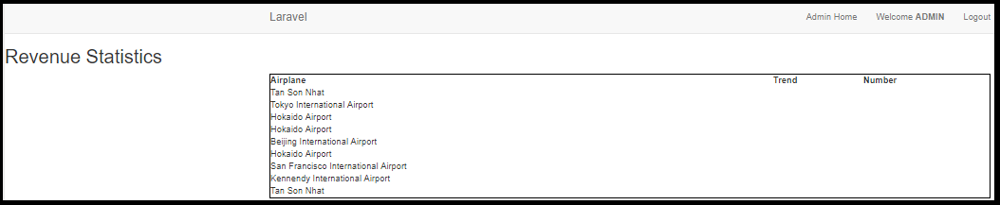 Laravel Admin Home Welcome ADMIN Logout
Revenue Statistics
Airplane Trend Number
Tan Son Nhat
Tokyo International Airport
Hokaido Airport
Hokaido Airport
Beijing International Airport
Hokaido Airport
San Francisco International Airport
Kennendy International Airport
Tan Son Nhat